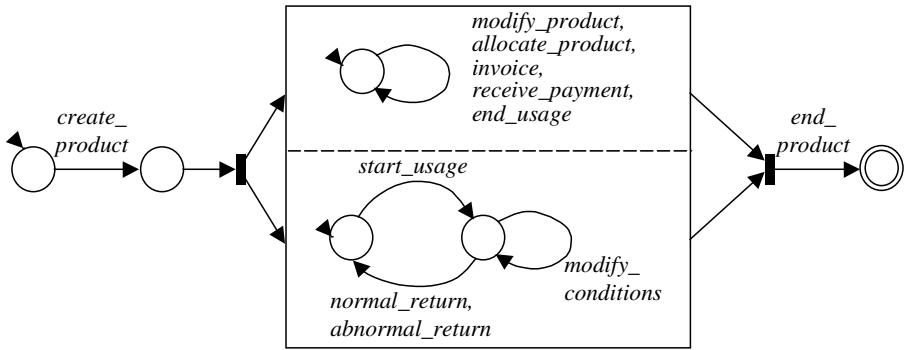 modify_product,
allocate_product,
invoice,
receive_payment,
end_usage
create_
product
end_
product
start_usage
modify_
conditions
normal_return,
abnormal_return